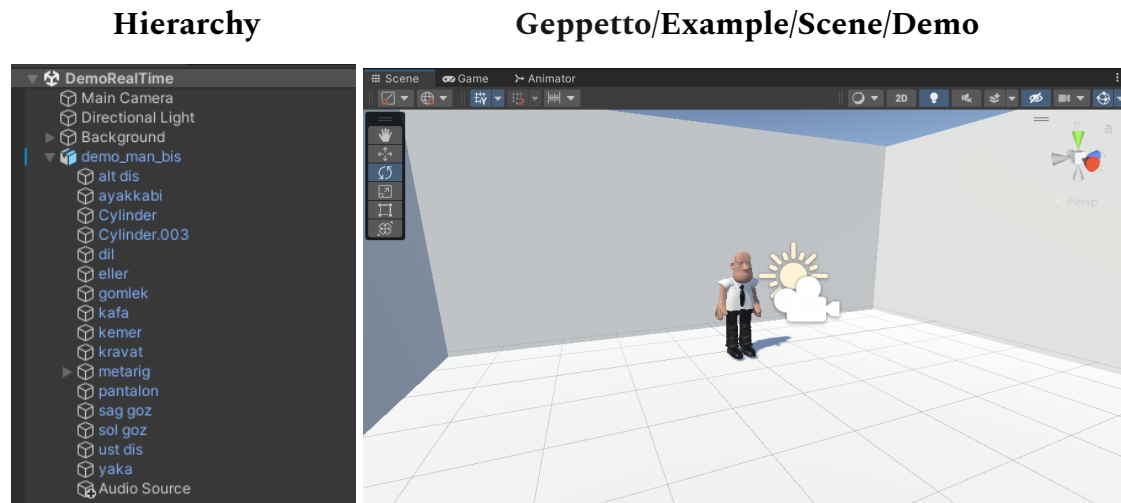 Hierarchy
Geppetto/Example/Scene/Demo
DemoRealTime
Main Camera
Directional Light
Background
demo_man_bis
alt dis
ayakkabi
Cylinder
Cylinder.003
dil
eller
gomlek
kafa
kemer
kravat
metarig
pantalon
sag goz
sol goz
ust dis
yaka
Audio Source
Scene Game Animator
2D
y
Persp